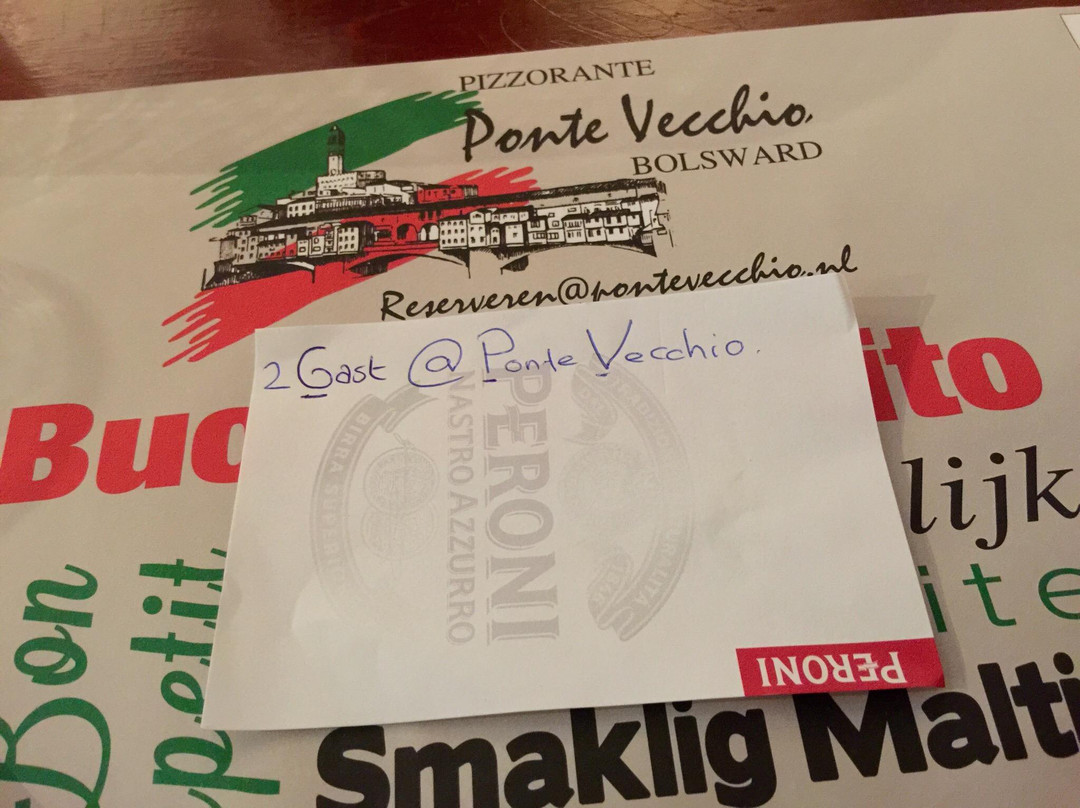 PIZZORANTE
Ponte Vecchio
BOLSWARD
Reserveren@pontevecchio.nl
2 Gast @ Ponte Vecchio.
PERONI
NASTRO AZZURRO
BIRRA
PERONI
ito
lijk
ite
Bon
petit
Smaklig Malti